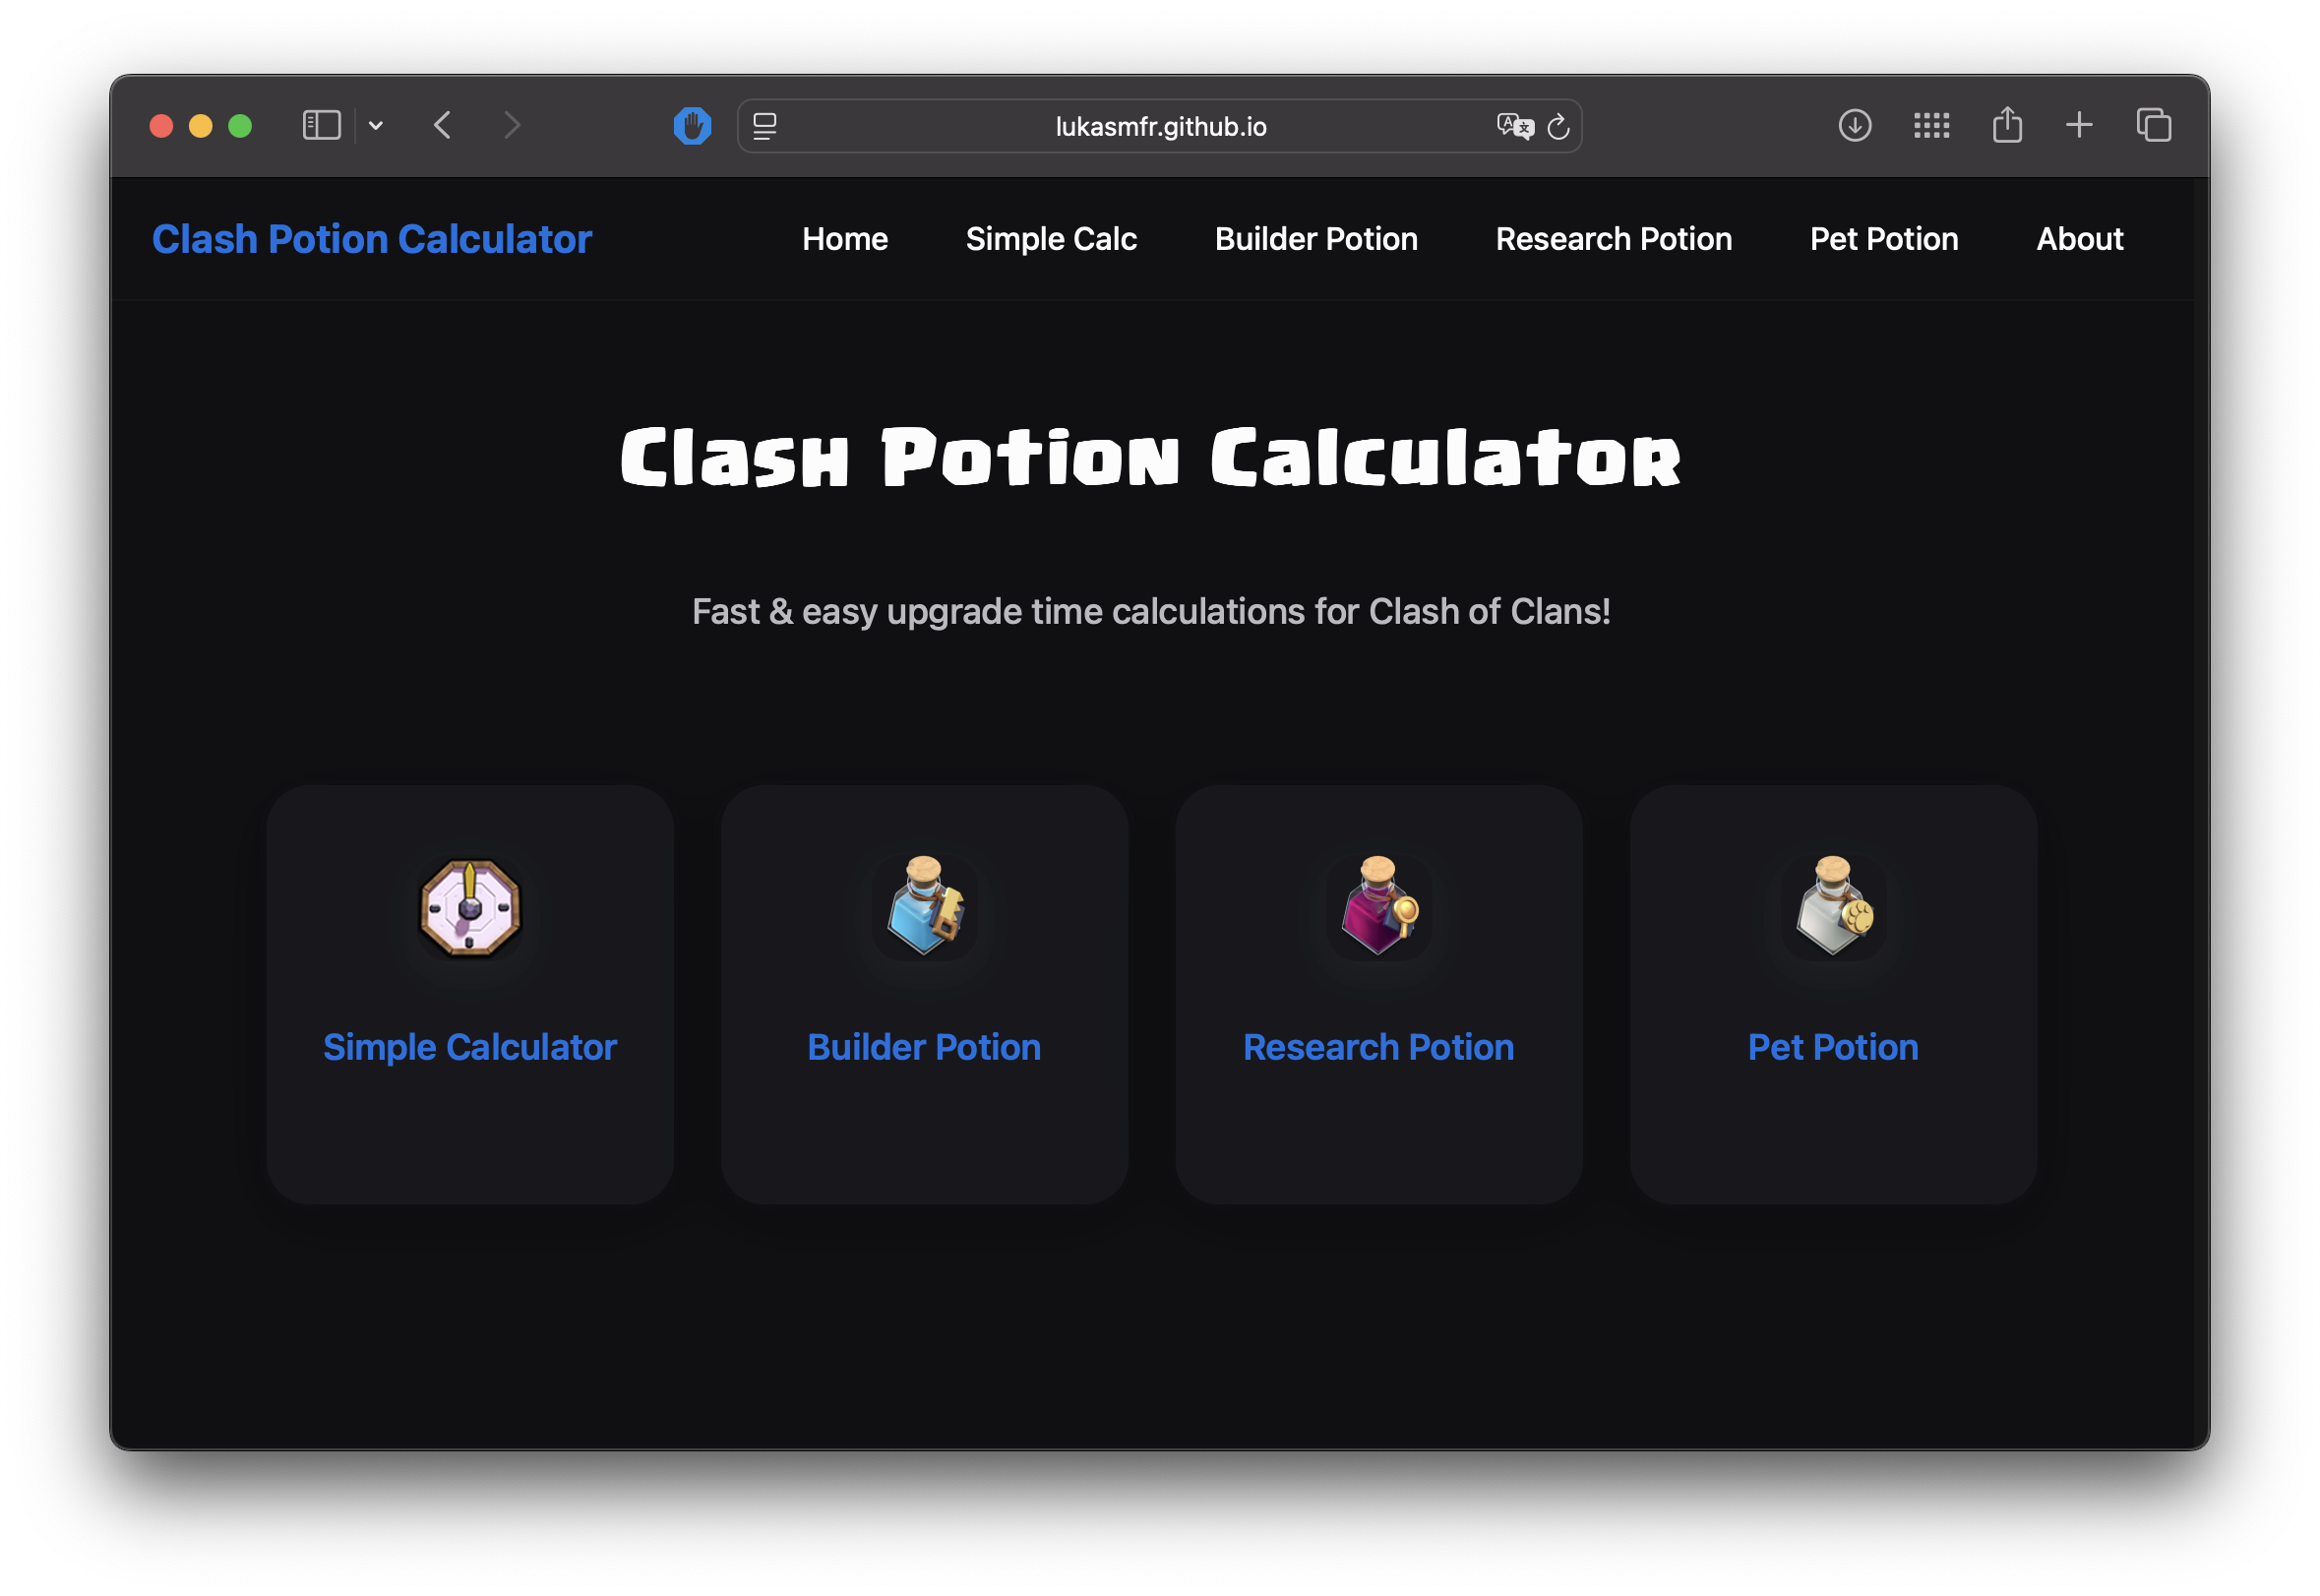 lukasmfr.github.io
Clash Potion Calculator Home Simple Calc Builder Potion Research Potion Pet Potion About
Clash Potion Calculator
Fast & easy upgrade time calculations for Clash of Clans!
Simple Calculator Builder Potion Research Potion Pet Potion